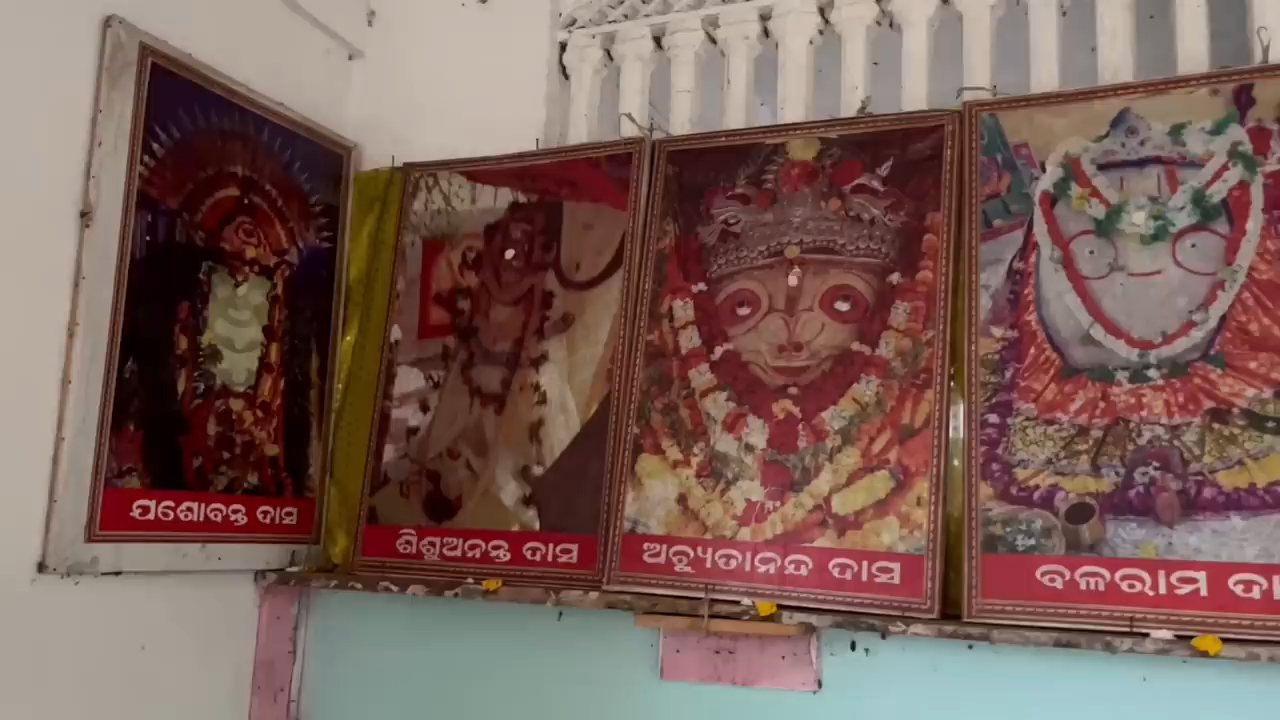 ଯଶୋବନ୍ତ ଦାସ
ଶିଶୁଅନନ୍ତ ଦାସ
ଅଚ୍ୟୁତାନନ୍ଦ ଦାସ
ବଳରାମ ଦା